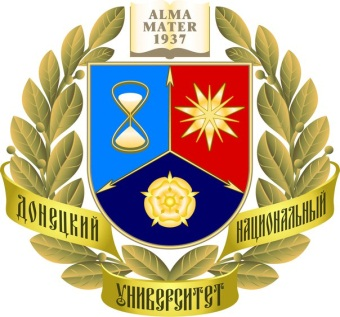 ALMA
MATER
1937
ДОНЕЦКИЙ
НАЦИОНАЛЬНЫЙ
УНИВЕРСИТЕТ